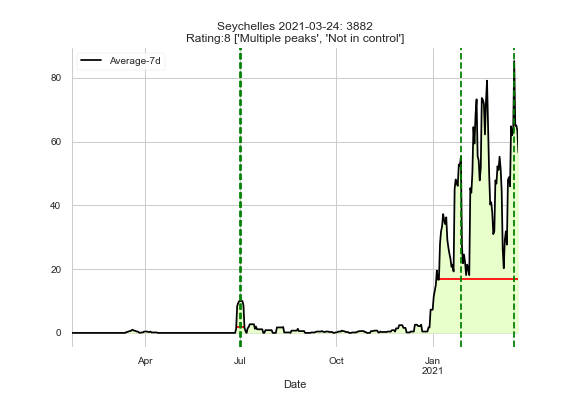 Seychelles 2021-03-24: 3882
Rating:8 ['Multiple peaks', 'Not in control']
Average-7d
80
60
40
20
0
Apr
Jul
Oct
Jan
2021
Date